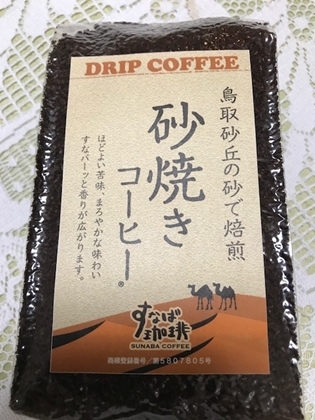 DRIP COFFEE
鳥取砂丘の砂で焙煎
砂焼き
コーヒー®
ほどよい苦味、まろやかな味わい
すなパーッと香りが広がります。
すなば
珈琲
SUNABA COFFEE
商標登録番号/第5807505号